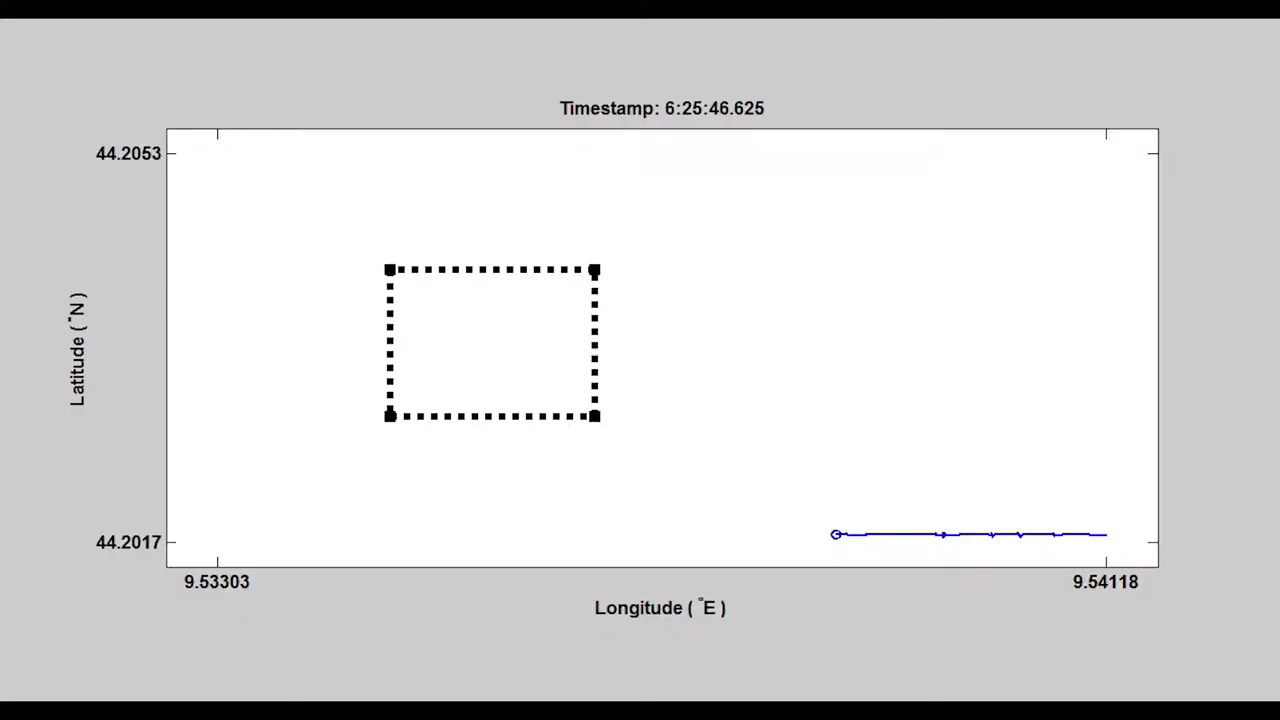 Timestamp: 6:25:46.625
44.2053
Latitude ( °N )
44.2017
9.53303
9.54118
Longitude ( °E )